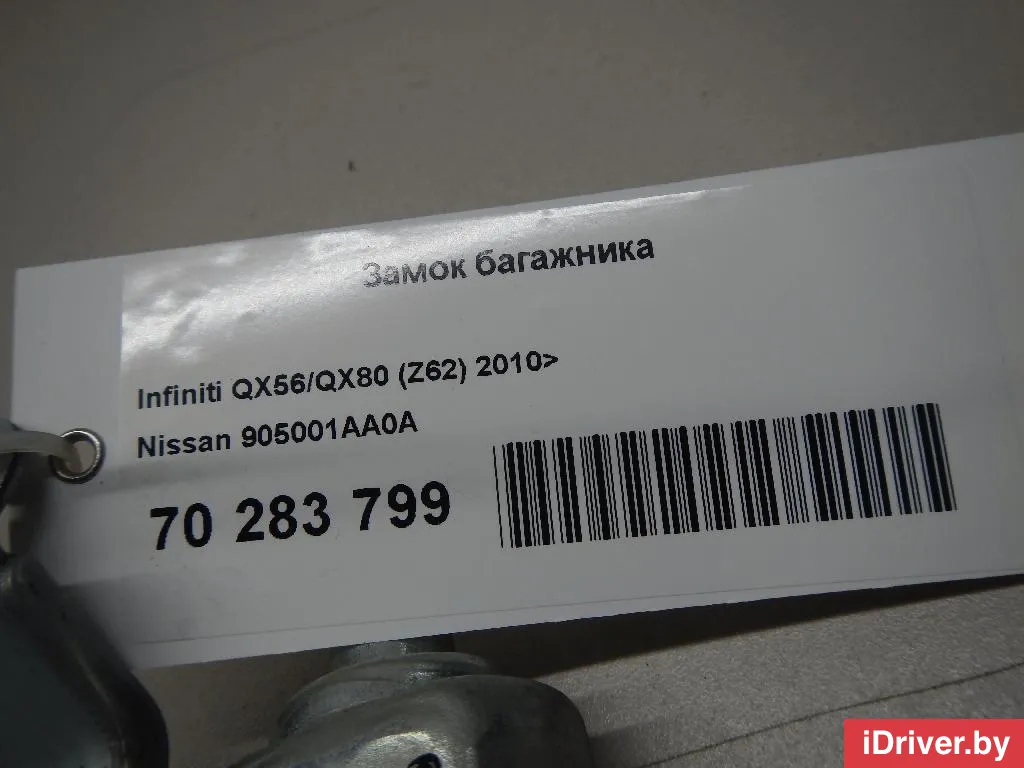 Замок багажника
Infiniti QX56/QX80 (Z62) 2010>
Nissan 905001AA0A
70 283 799
iDriver.by